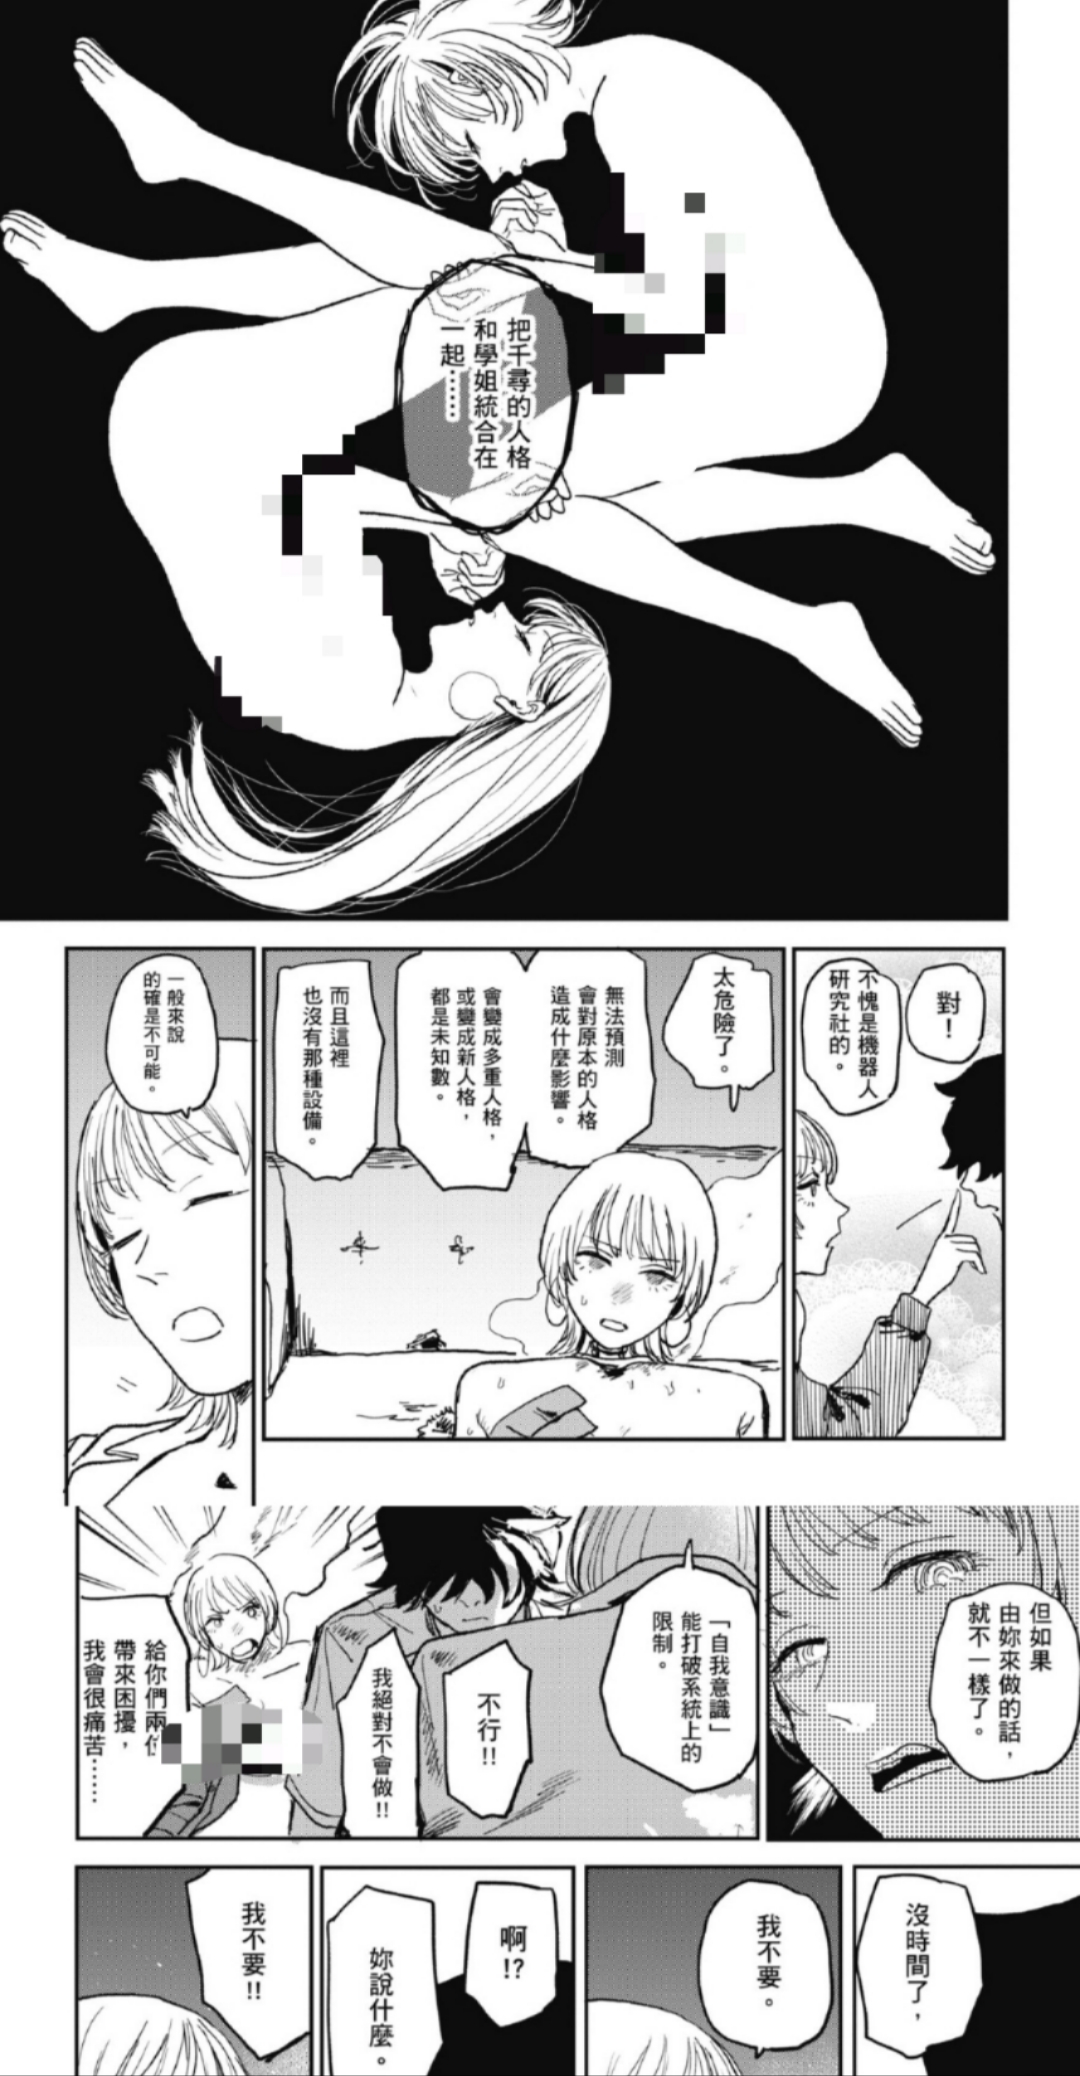 把千尋的人格
和學姐統合在
一起……
對！
不愧是機器人
研究社的。
太危險了。
無法預測
會對原本的人格
造成什麼影響。
會變成多重人格，
或變成新人格，
都是未知數。
而且這裡
也沒有那種設備。
一般來說
的確是不可能。
但如果
由妳來做的話，
就不一樣了。
「自我意識」
能打破系統上的
限制。
不行!!
我絕對不會做!!
給你們兩
帶來困擾，
我會很痛苦……
沒時間了，
我不要。
啊!?
妳說什麼。
我不要!!